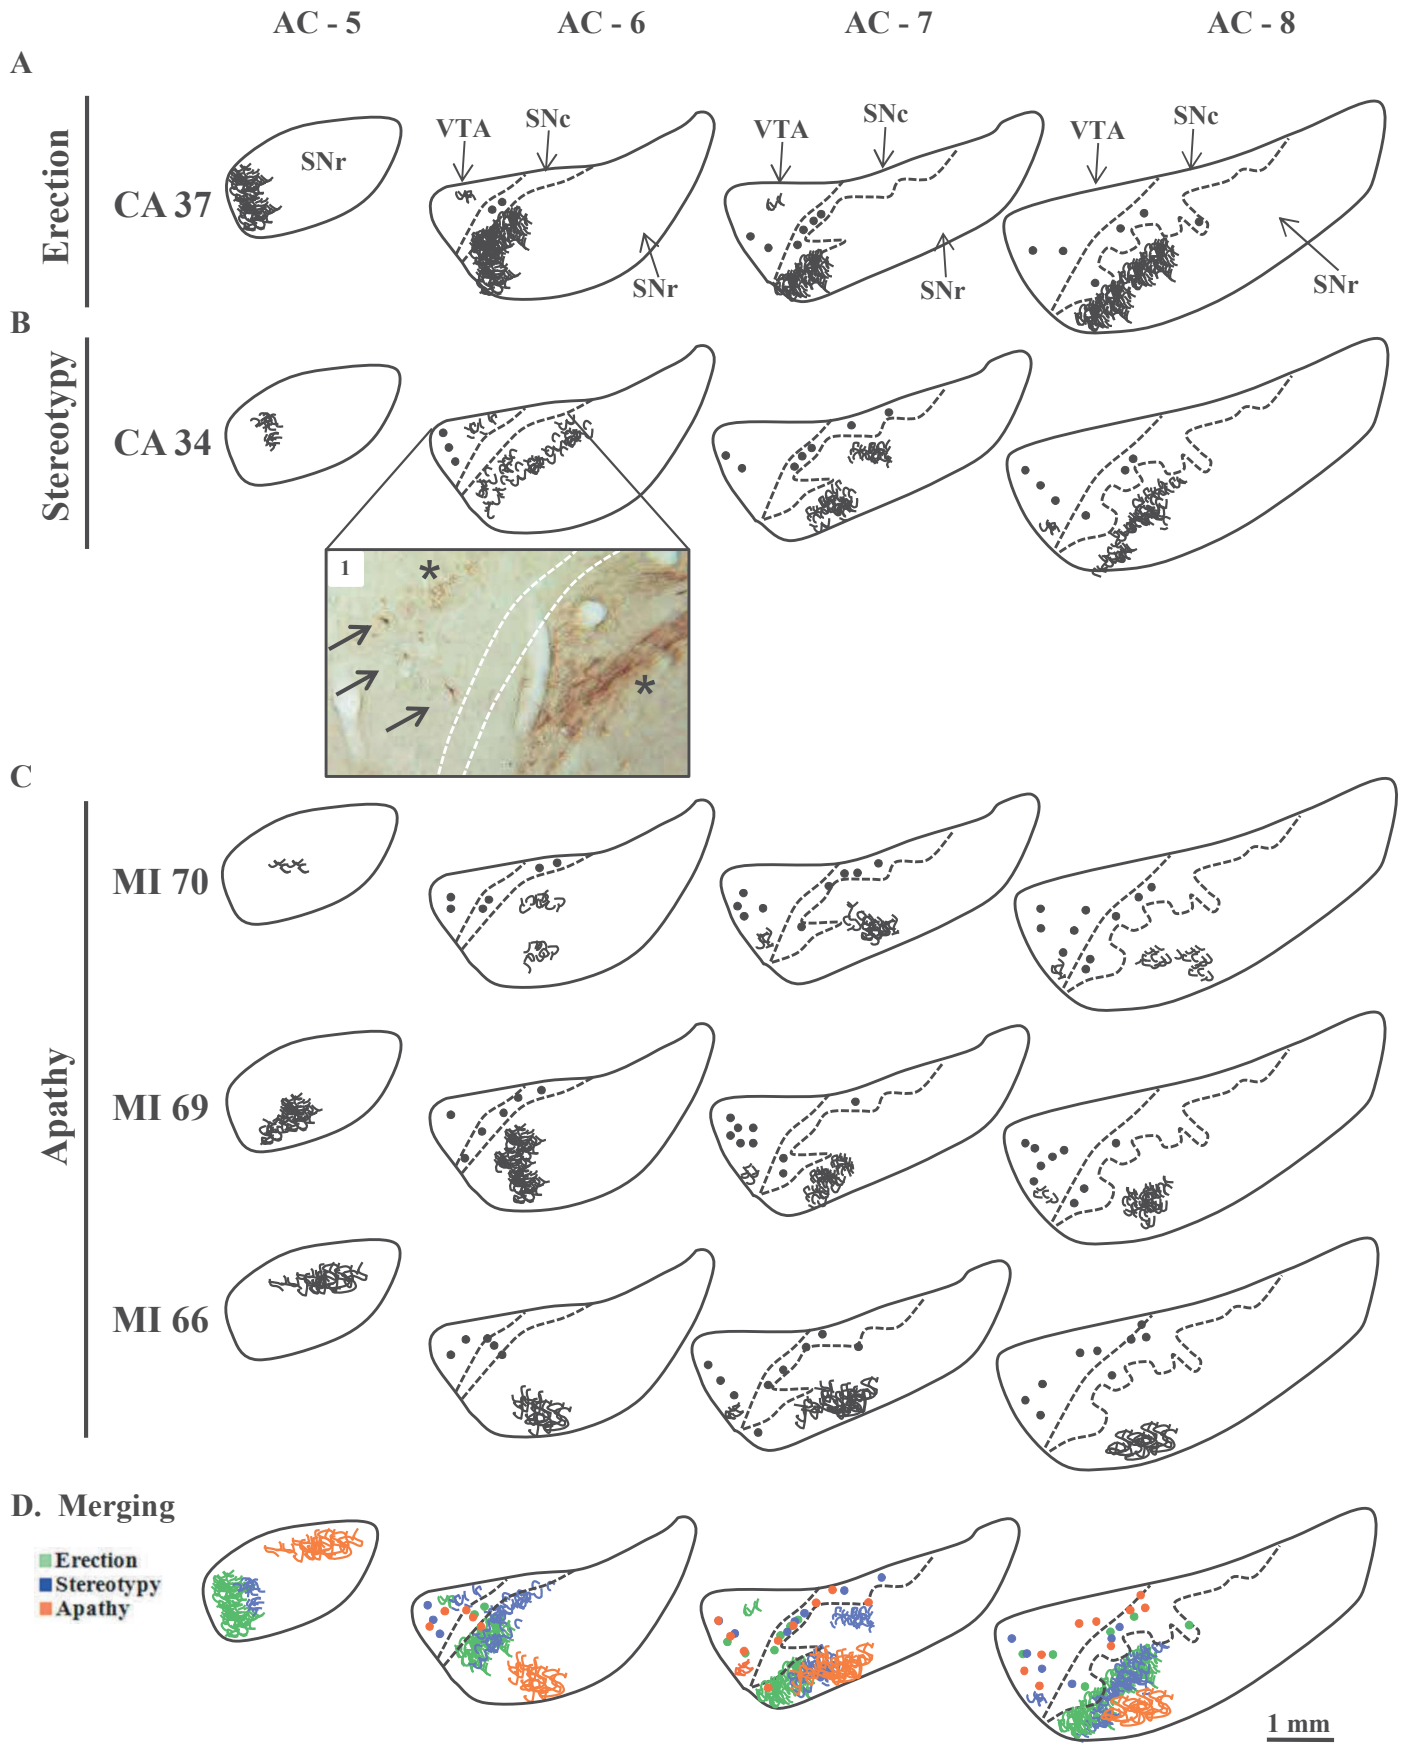 AC - 5 AC - 6 AC - 7 AC - 8
A
Erection
CA 37
SNr
VTA SNc SNr
VTA SNc SNr
VTA SNc SNr
B
Stereotypy
CA 34
1
*
*
C
Apathy
MI 70
MI 69
MI 66
D. Merging
Erection
Stereotypy
Apathy
1 mm